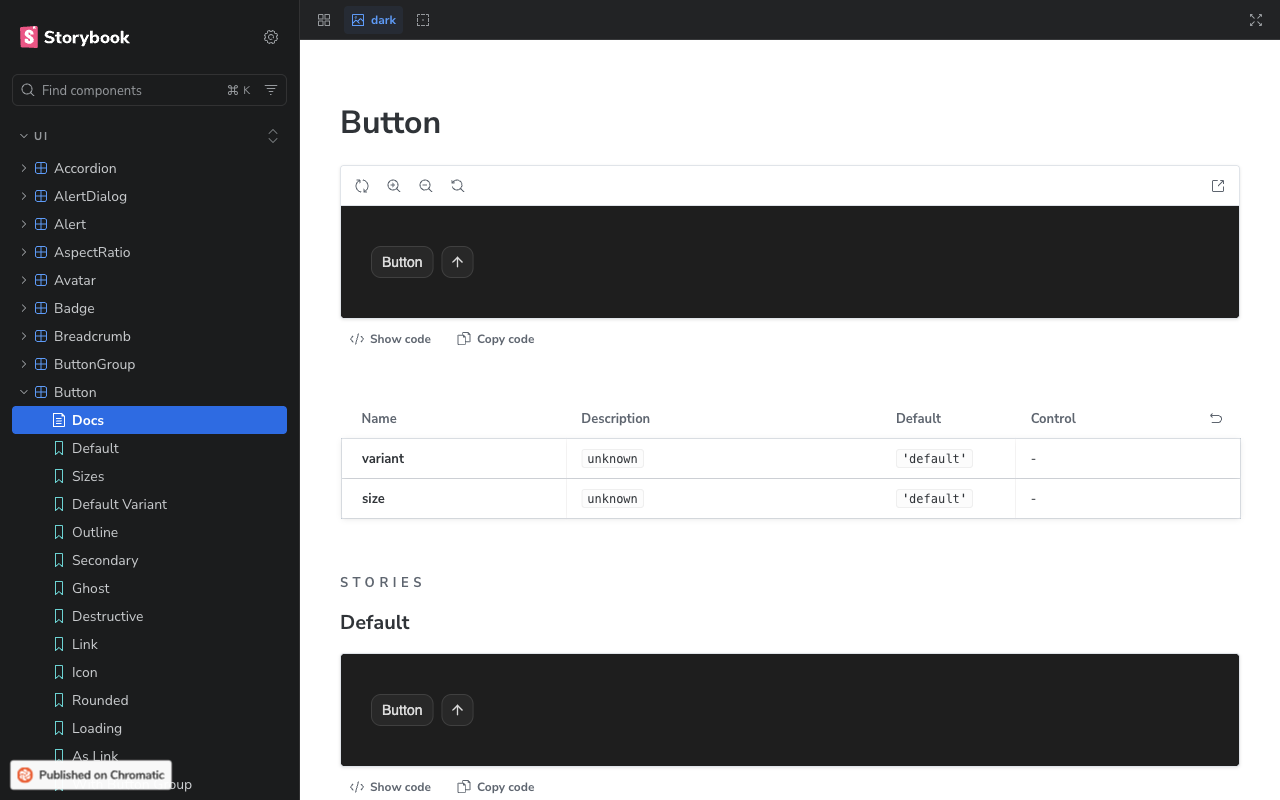 Storybook
Find components
⌘ K
UI
Accordion
AlertDialog
Alert
AspectRatio
Avatar
Badge
Breadcrumb
ButtonGroup
Button
Docs
Default
Sizes
Default Variant
Outline
Secondary
Ghost
Destructive
Link
Icon
Rounded
Loading
As Link
Published on Chromatic
dark
Button
Button
Show code
Copy code
Name Description Default Control
variant unknown 'default' -
size unknown 'default' -
STORIES
Default
Button
Show code
Copy code